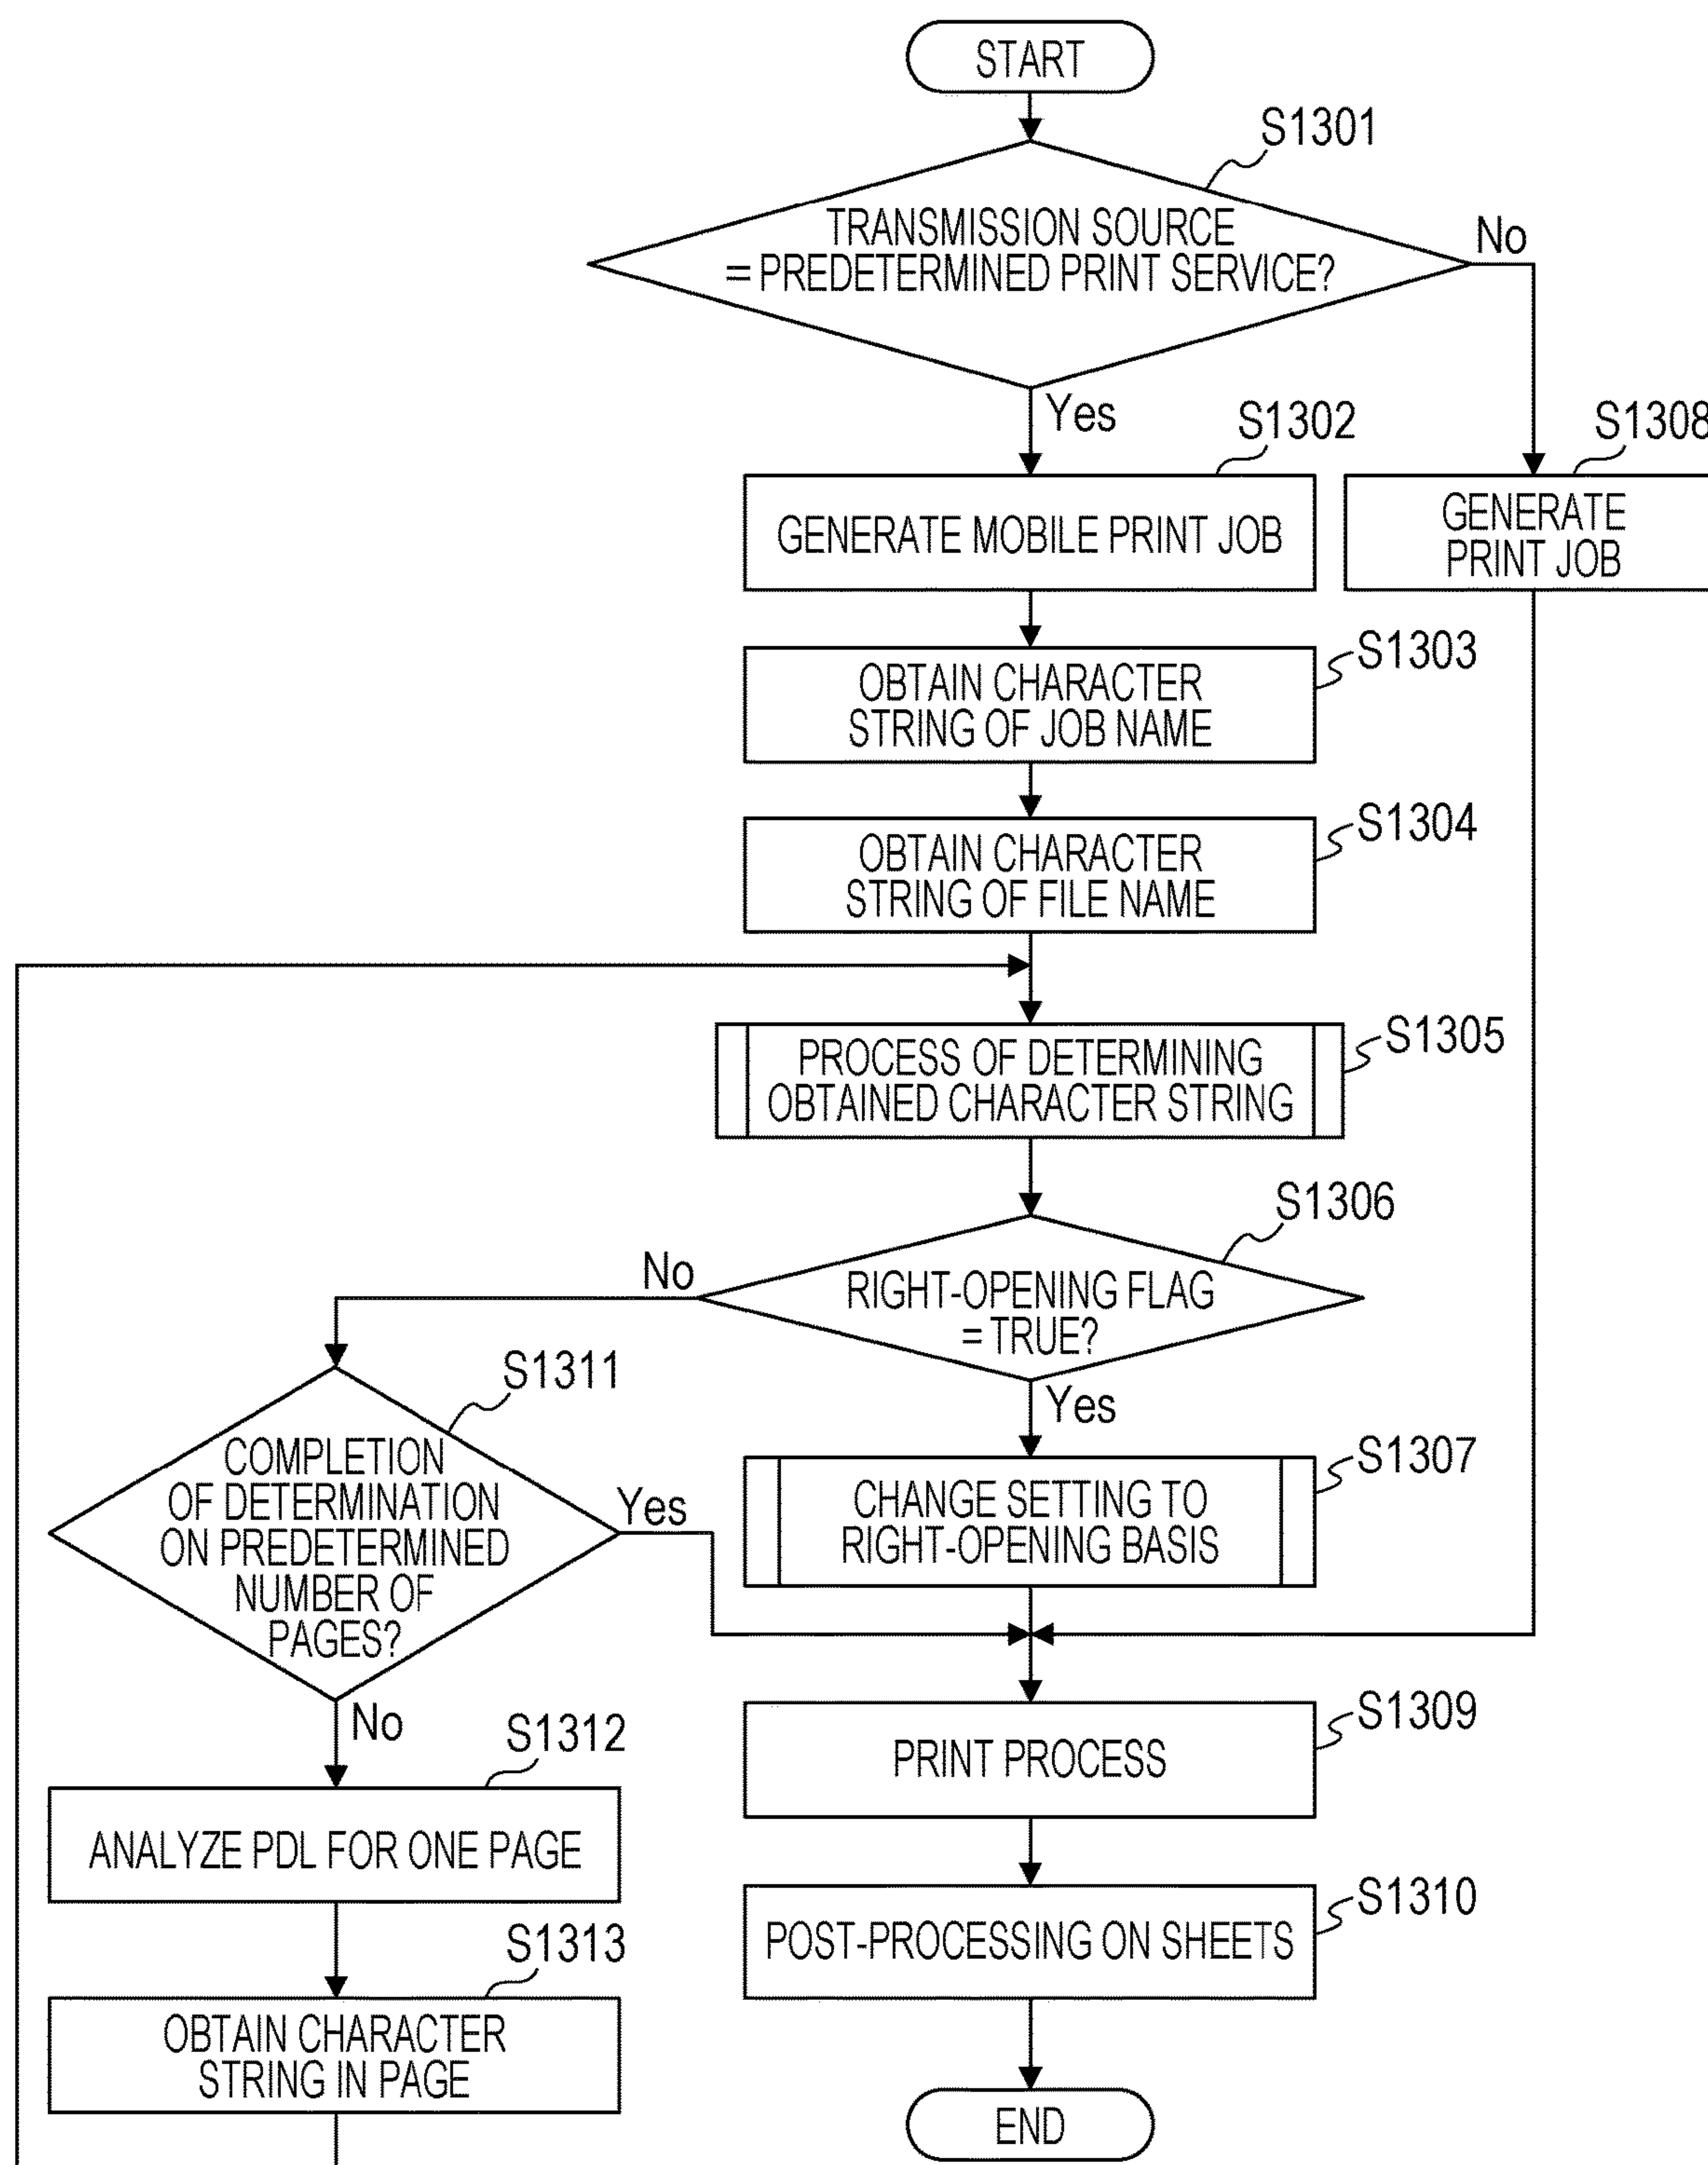 START
S1301
TRANSMISSION SOURCE
= PREDETERMINED PRINT SERVICE?
No
Yes
S1302
S1308
GENERATE MOBILE PRINT JOB
GENERATE
PRINT JOB
S1303
OBTAIN CHARACTER
STRING OF JOB NAME
S1304
OBTAIN CHARACTER
STRING OF FILE NAME
S1305
PROCESS OF DETERMINING
OBTAINED CHARACTER STRING
S1306
No
RIGHT-OPENING FLAG
= TRUE?
Yes
S1311
COMPLETION
OF DETERMINATION
ON PREDETERMINED
NUMBER OF
PAGES?
Yes
S1307
CHANGE SETTING TO
RIGHT-OPENING BASIS
No
S1309
PRINT PROCESS
S1312
ANALYZE PDL FOR ONE PAGE
S1310
POST-PROCESSING ON SHEETS
S1313
OBTAIN CHARACTER
STRING IN PAGE
END